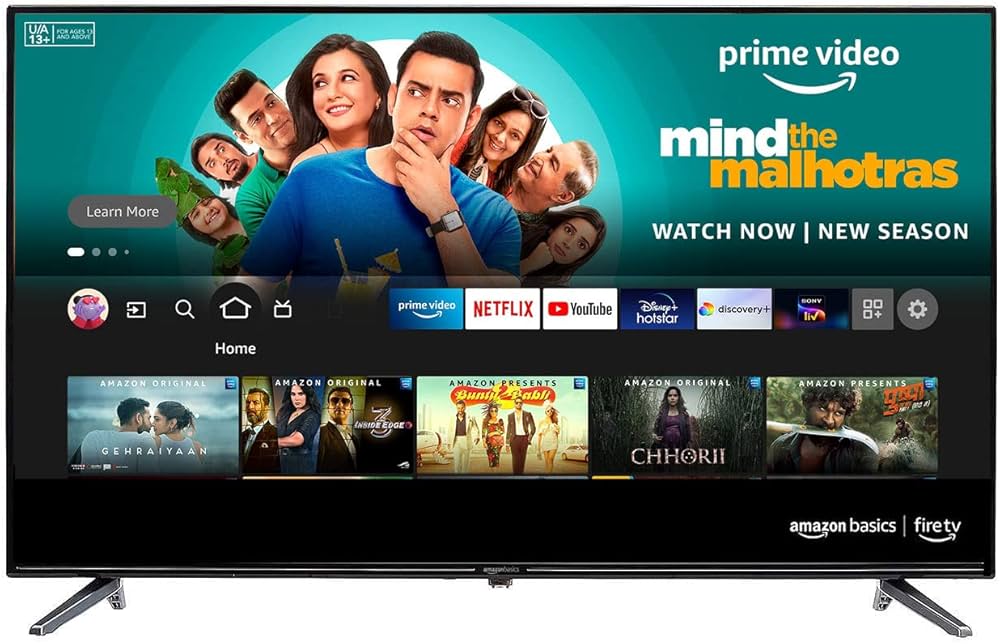 U/A
13+
FOR AGES 13
AND ABOVE
prime video
mind the
malhotras
WATCH NOW | NEW SEASON
Learn More
prime video
NETFLIX
YouTube
Disney+
hotstar
discovery+
SONY
liv
Home
AMAZON ORIGINAL
GEHRAIYAAN
AMAZON ORIGINAL
INSIDE EDGE 3
AMAZON PRESENTS
Bunty Aur Babli 2
AMAZON ORIGINAL
CHHORII
AMAZON PRESENTS
पुष्पा
amazon basics | fire tv
amazonbasics